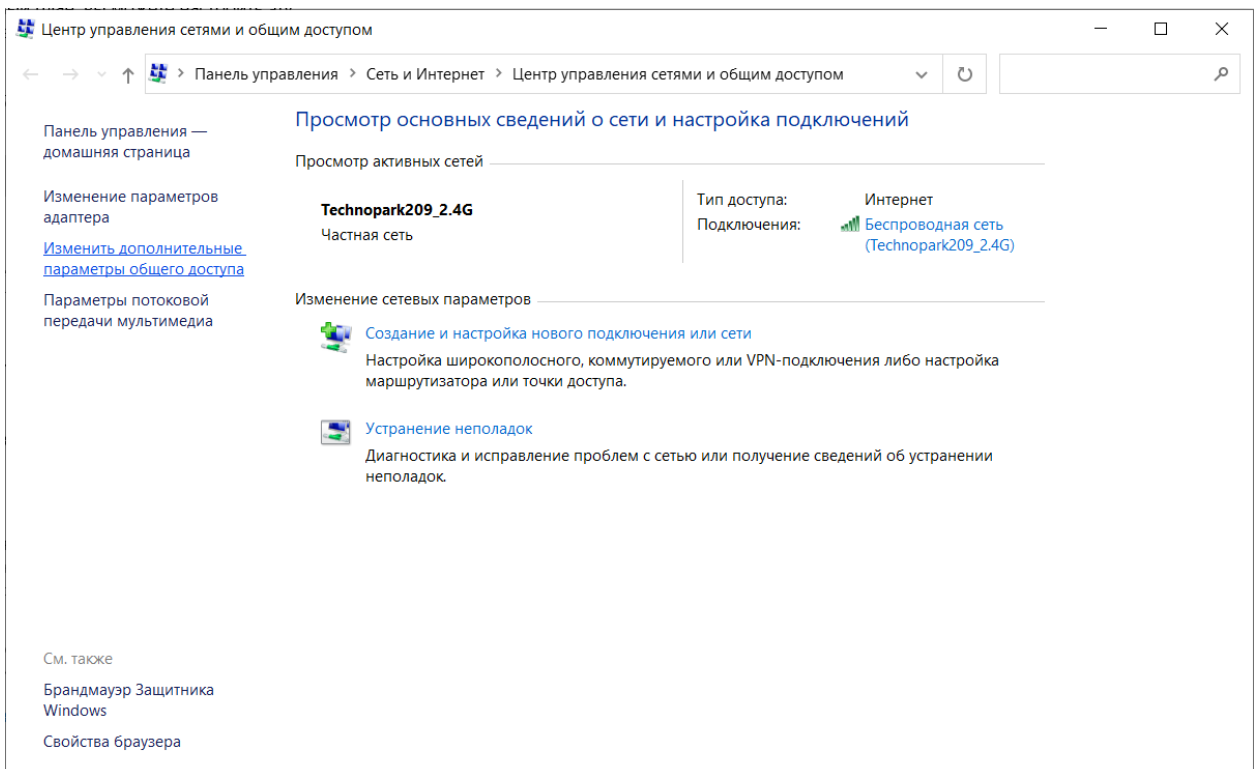 Центр управления сетями и общим доступом
Панель управления > Сеть и Интернет > Центр управления сетями и общим доступом
Панель управления —
домашняя страница
Изменение параметров
адаптера
Изменить дополнительные
параметры общего доступа
Параметры потоковой
передачи мультимедиа
Просмотр основных сведений о сети и настройка подключений
Просмотр активных сетей
Technopark209_2.4G
Частная сеть
Тип доступа: Интернет
Подключения: Беспроводная сеть
(Technopark209_2.4G)
Изменение сетевых параметров
Создание и настройка нового подключения или сети
Настройка широкополосного, коммутируемого или VPN-подключения либо настройка
маршрутизатора или точки доступа.
Устранение неполадок
Диагностика и исправление проблем с сетью или получение сведений об устранении
неполадок.
См. также
Брандмауэр Защитника
Windows
Свойства браузера